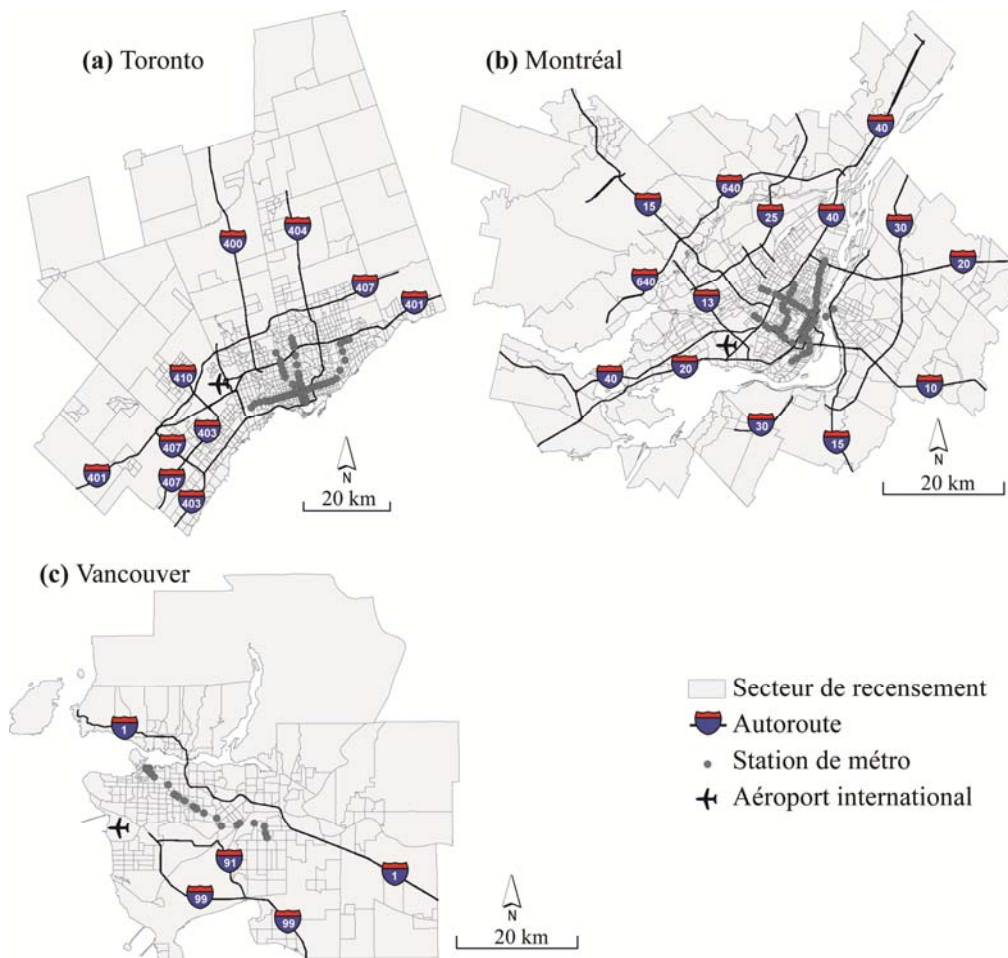 (a) Toronto
400
404
407
401
410
403
407
401
407
403
N
20 km
(b) Montréal
40
640
15
25
40
30
20
640
13
40
20
10
30
15
N
20 km
(c) Vancouver
1
91
1
99
99
N
20 km
Secteur de recensement
Autoroute
Station de métro
Aéroport international